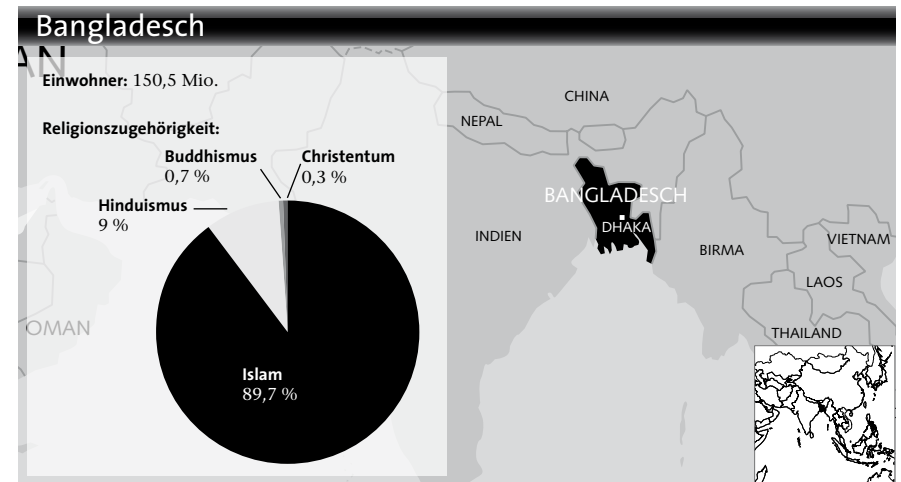 Bangladesch
AN
Einwohner: 150,5 Mio.
Religionszugehörigkeit:
Buddhismus
0,7 %
Christentum
0,3 %
Hinduismus
9 %
Islam
89,7 %
OMAN
CHINA
NEPAL
BANGLADESCH
DHAKA
INDIEN
BIRMA
VIETNAM
LAOS
THAILAND